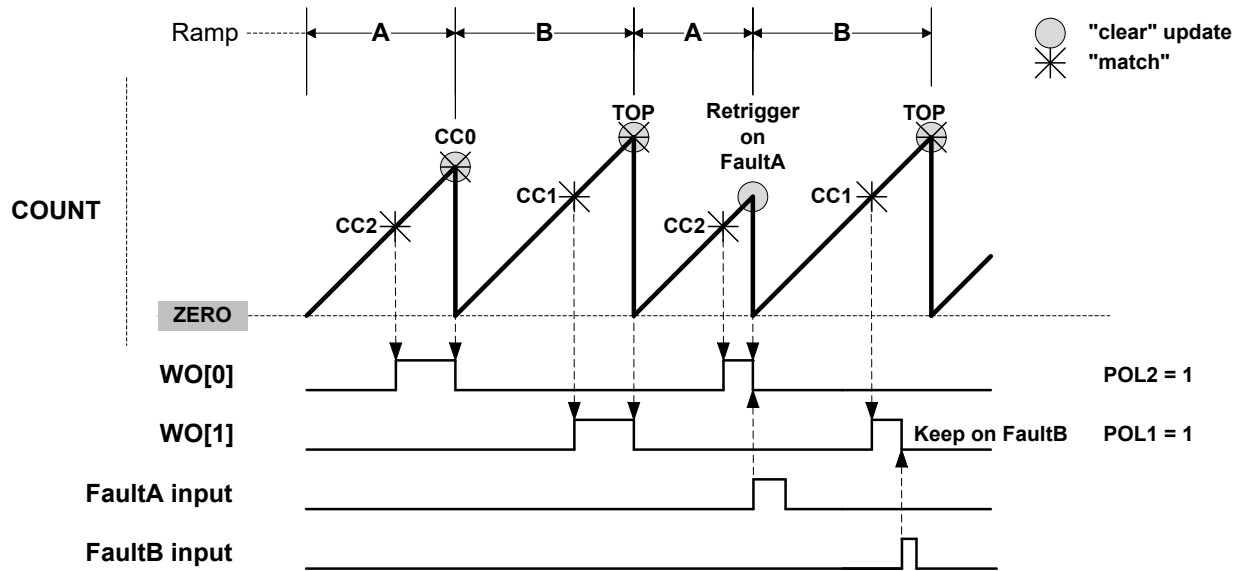 Ramp
A
B
A
B
"clear" update
"match"
COUNT
CC0
TOP
Retrigger
on
FaultA
TOP
CC2
CC1
CC2
CC1
ZERO
WO[0]
POL2 = 1
WO[1]
Keep on FaultB
POL1 = 1
FaultA input
FaultB input